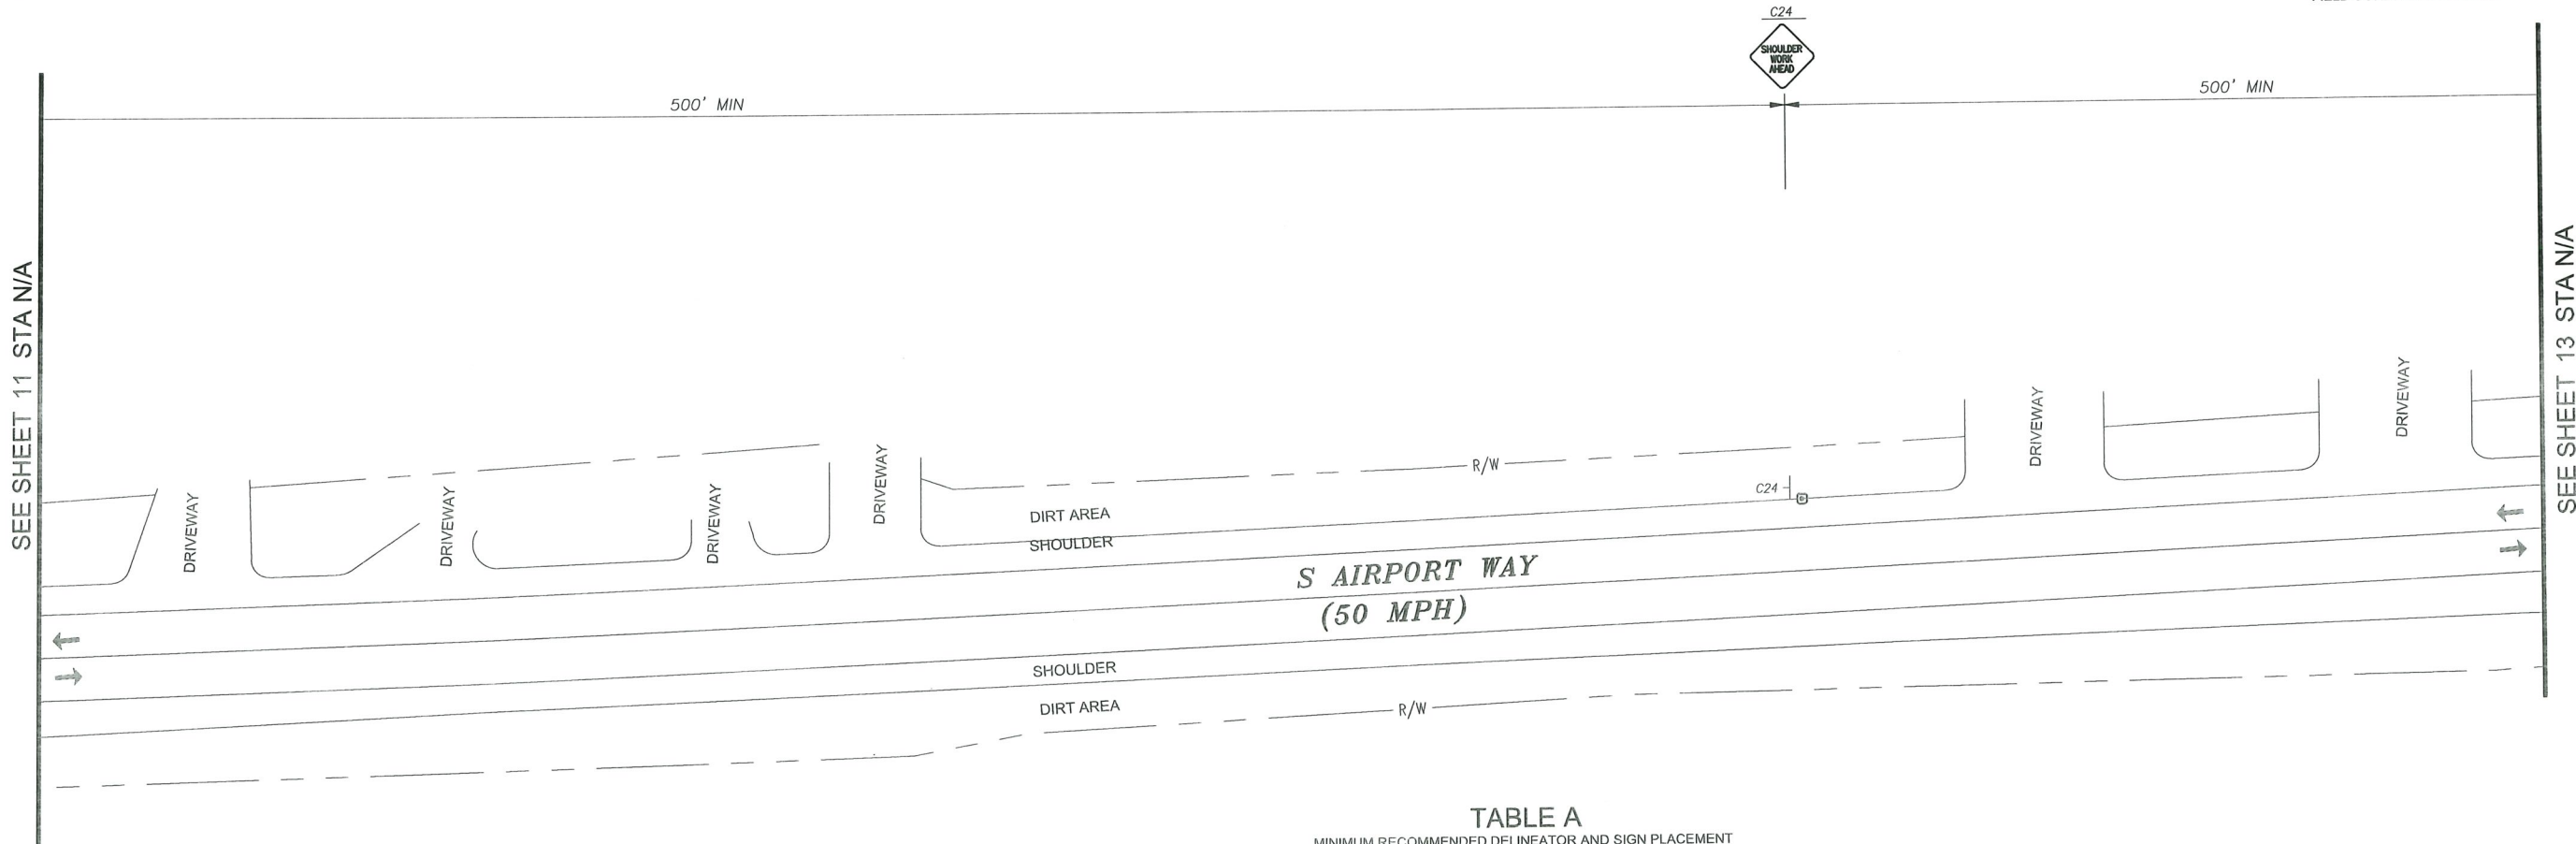 C24
SHOULDER
WORK
AHEAD
500' MIN
500' MIN
SEE SHEET 11 STA N/A
SEE SHEET 13 STA N/A
DRIVEWAY
DRIVEWAY
DRIVEWAY
DRIVEWAY
DRIVEWAY
DRIVEWAY
R/W
C24
DIRT AREA
SHOULDER
S AIRPORT WAY
(50 MPH)
SHOULDER
DIRT AREA
R/W
TABLE A
MINIMUM RECOMMENDED DELINEATOR AND SIGN PLACEMENT